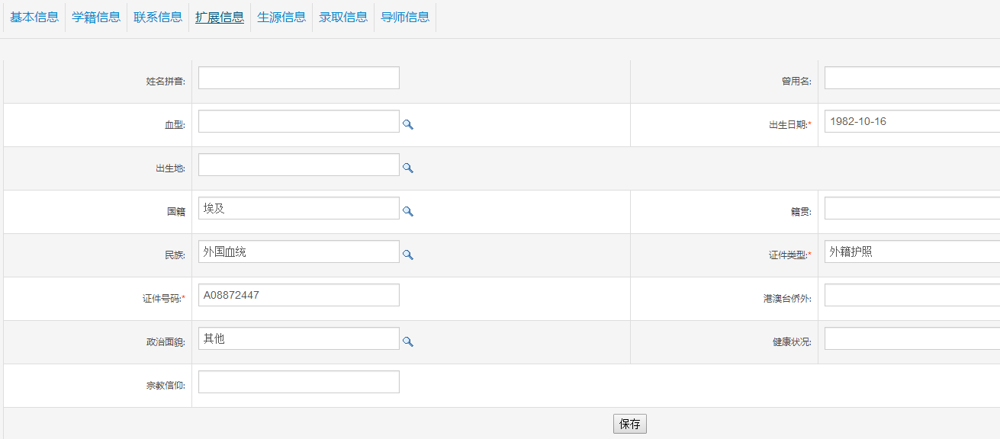 基本信息 学籍信息 联系信息 扩展信息 生源信息 录取信息 导师信息
姓名拼音: 曾用名:
血型: 出生日期:* 1982-10-16
出生地:
国籍 埃及 籍贯:
民族: 外国血统 证件类型:* 外籍护照
证件号码:* A08872447 港澳台侨外:
政治面貌: 其他 健康状况:
宗教信仰:
保存